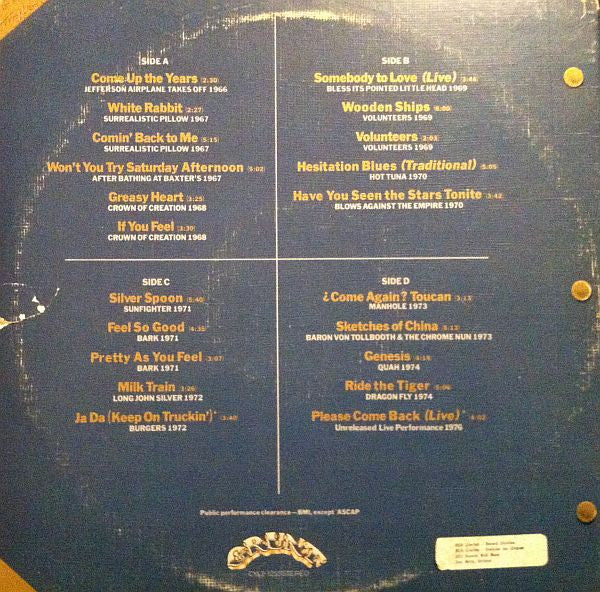 SIDE A
Come Up the Years (2:30)
JEFFERSON AIRPLANE TAKES OFF 1966
White Rabbit (2:27)
SURREALISTIC PILLOW 1967
Comin' Back to Me (5:15)
SURREALISTIC PILLOW 1967
Won't You Try Saturday Afternoon (5:02)
AFTER BATHING AT BAXTER'S 1967
Greasy Heart (3:25)
CROWN OF CREATION 1968
If You Feel (3:30)
CROWN OF CREATION 1968
SIDE B
Somebody to Love (Live) (3:46)
BLESS ITS POINTED LITTLE HEAD 1969
Wooden Ships (6:00)
VOLUNTEERS 1969
Volunteers (2:03)
VOLUNTEERS 1969
Hesitation Blues (Traditional) (5:05)
HOT TUNA 1970
Have You Seen the Stars Tonite (3:42)
BLOWS AGAINST THE EMPIRE 1970
SIDE C
Silver Spoon (5:40)
SUNFIGHTER 1971
Feel So Good (4:35)
BARK 1971
Pretty As You Feel (3:07)
BARK 1971
Milk Train (3:26)
LONG JOHN SILVER 1972
Ja Da (Keep On Truckin')* (3:40)
BURGERS 1972
SIDE D
¿Come Again? Toucan (3:15)
MANHOLE 1973
Sketches of China (5:13)
BARON VON TOLLBOOTH & THE CHROME NUN 1973
Genesis (4:15)
QUAH 1974
Ride the Tiger (5:06)
DRAGON FLY 1974
Please Come Back (Live)* (4:02)
Unreleased Live Performance 1976
Public performance clearance—BMI, except *ASCAP
GRUNT
STEREO